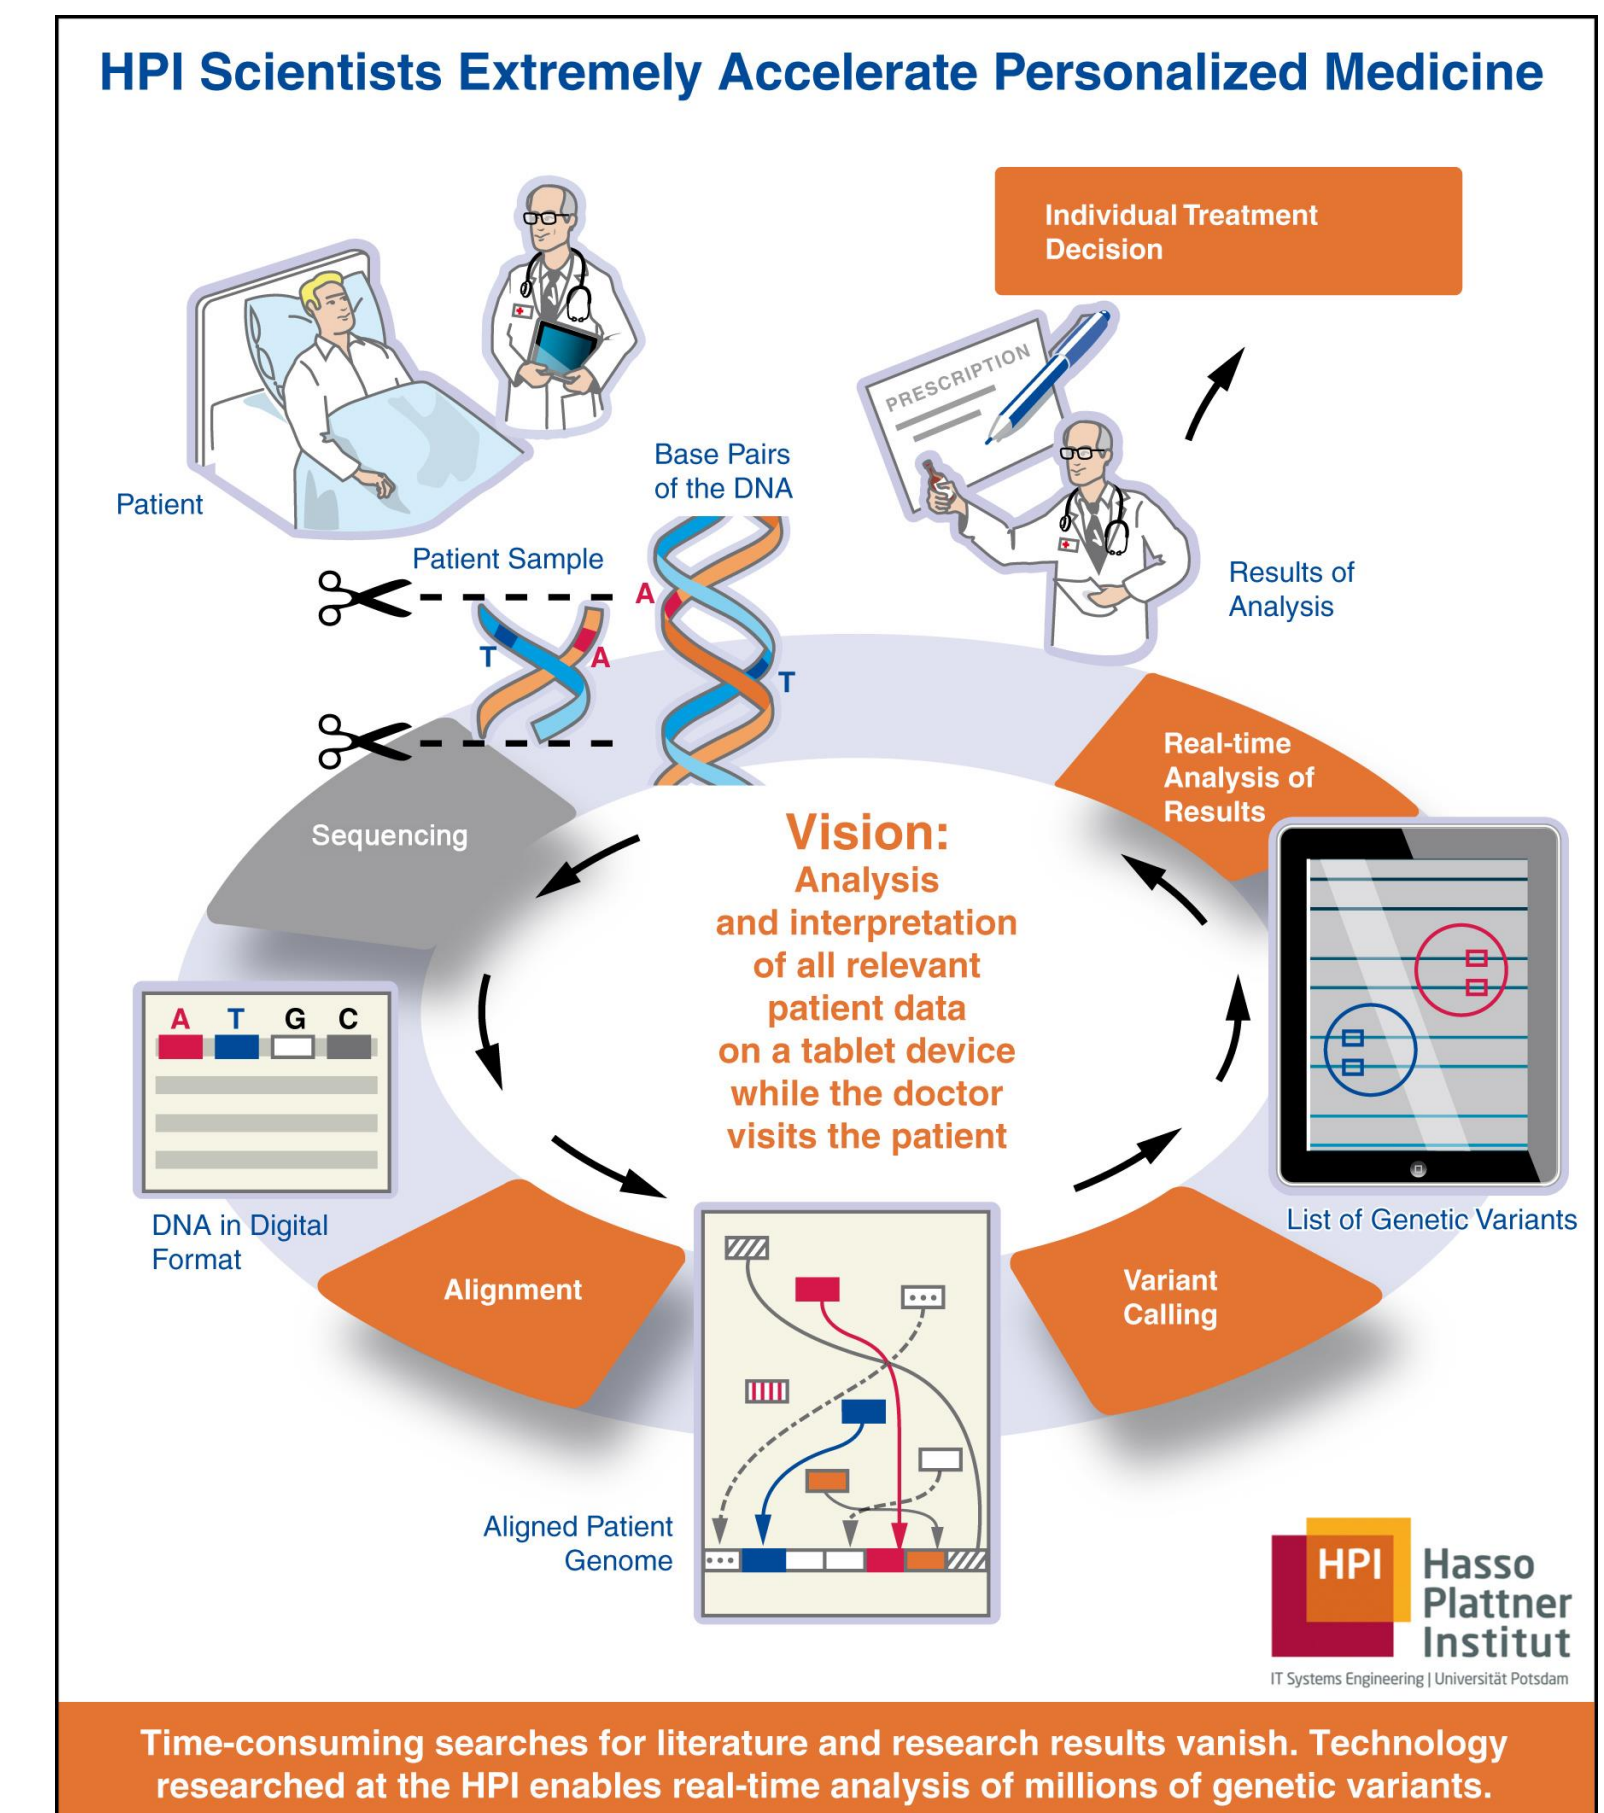 HPI Scientists Extremely Accelerate Personalized Medicine
Individual Treatment
Decision
PRESCRIPTION
Patient
Base Pairs
of the DNA
Patient Sample
A
T
A
T
Results of
Analysis
Sequencing
Real-time
Analysis of
Results
Vision:
Analysis
and interpretation
of all relevant
patient data
on a tablet device
while the doctor
visits the patient
A T G C
DNA in Digital
Format
List of Genetic Variants
Alignment
Variant
Calling
Aligned Patient
Genome
HPI
Hasso
Plattner
Institut
IT Systems Engineering | Universität Potsdam
Time-consuming searches for literature and research results vanish. Technology
researched at the HPI enables real-time analysis of millions of genetic variants.